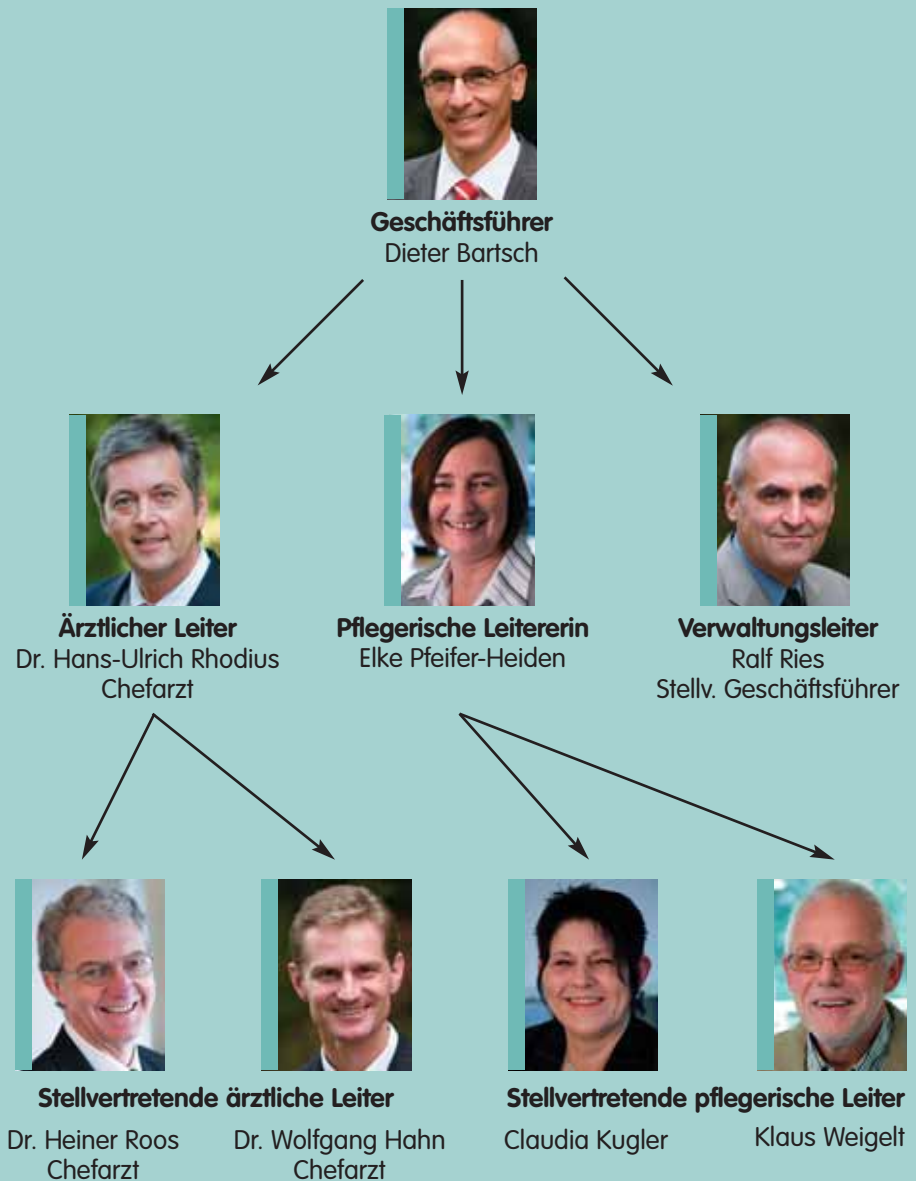 Geschäftsführer
Dieter Bartsch
Ärztlicher Leiter
Dr. Hans-Ulrich Rhodius
Chefarzt
Pflegerische Leitererin
Elke Pfeifer-Heiden
Verwaltungsleiter
Ralf Ries
Stellv. Geschäftsführer
Stellvertretende ärztliche Leiter
Dr. Heiner Roos
Chefarzt
Dr. Wolfgang Hahn
Chefarzt
Stellvertretende pflegerische Leiter
Claudia Kugler
Klaus Weigelt